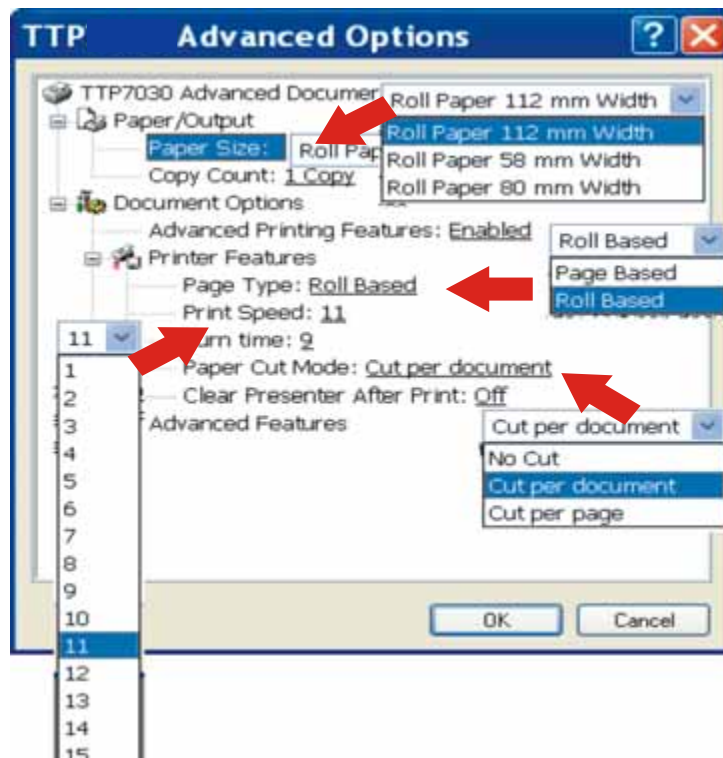 TTP Advanced Options
TTP7030 Advanced Documen
Roll Paper 112 mm Width
Paper/Output
Roll Paper 112 mm Width
Paper Size: Roll Pap
Roll Paper 58 mm Width
Copy Count: 1 Copy
Roll Paper 80 mm Width
Document Options
Advanced Printing Features: Enabled
Roll Based
Printer Features
Page Based
Page Type: Roll Based
Roll Based
Print Speed: 11
11
urn time: 9
1
Paper Cut Mode: Cut per document
2
Clear Presenter After Print: Off
3
Advanced Features
Cut per document
4
No Cut
5
Cut per document
6
Cut per page
7
8
9
10
OK Cancel
11
12
13
14
15